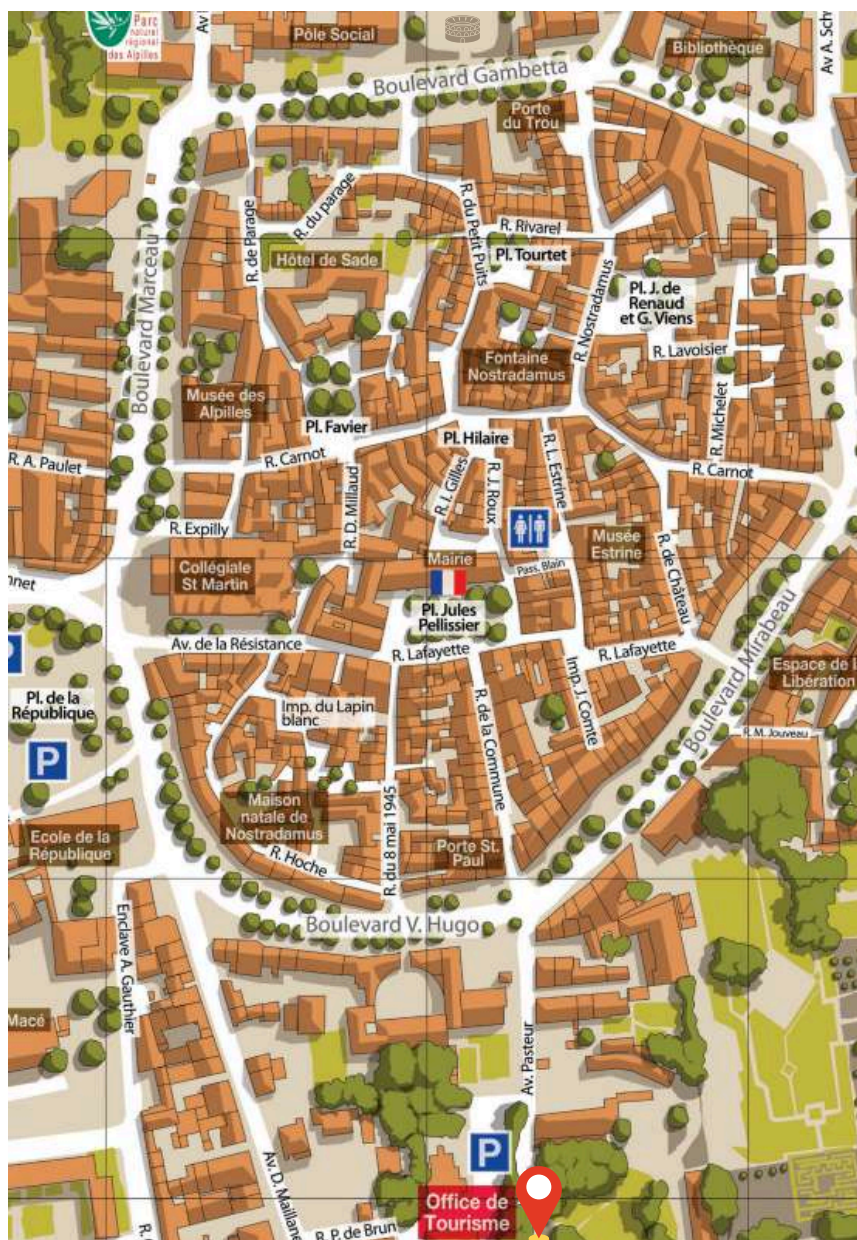 Parc
naturel
régional
des Alpilles
Pôle Social
Bibliothèque
Boulevard Gambetta
Porte
du Trou
R. du parage
R. de Parage
R. du Petit Puits
R. Rivarel
Hôtel de Sade
Pl. Tourtet
R. Nostradamus
Pl. J. de
Renaud
et G. Viens
Boulevard Marceau
R. Lavoisier
Fontaine
Nostradamus
R. Michelet
Musée des
Alpilles
Pl. Favier
Pl. Hilaire
R. A. Paulet
R. Carnot
R. D. Millaud
R. J. Roux
R. L. Estrine
R. Carnot
R. Expilly
Musée
Estrine
Mairie
Pass. Blain
Collégiale
St Martin
R. de Château
Pl. Jules
Pellissier
Av. de la Résistance
R. Lafayette
R. Lafayette
Boulevard Mirabeau
Espace de
Libération
Pl. de la
République
Imp. du Lapin
blanc
R. de la Commune
Imp. J. Comte
R. M. Jouveau
P
Maison
natale de
Nostradamus
R. du 8 mai 1945
Ecole de la
République
R. Hoche
Porte St.
Paul
Boulevard V. Hugo
Enclave A. Gauthier
Macé
Av. Pasteur
P
Av. D. Maillane
Office de
Tourisme
R. P. de Brun